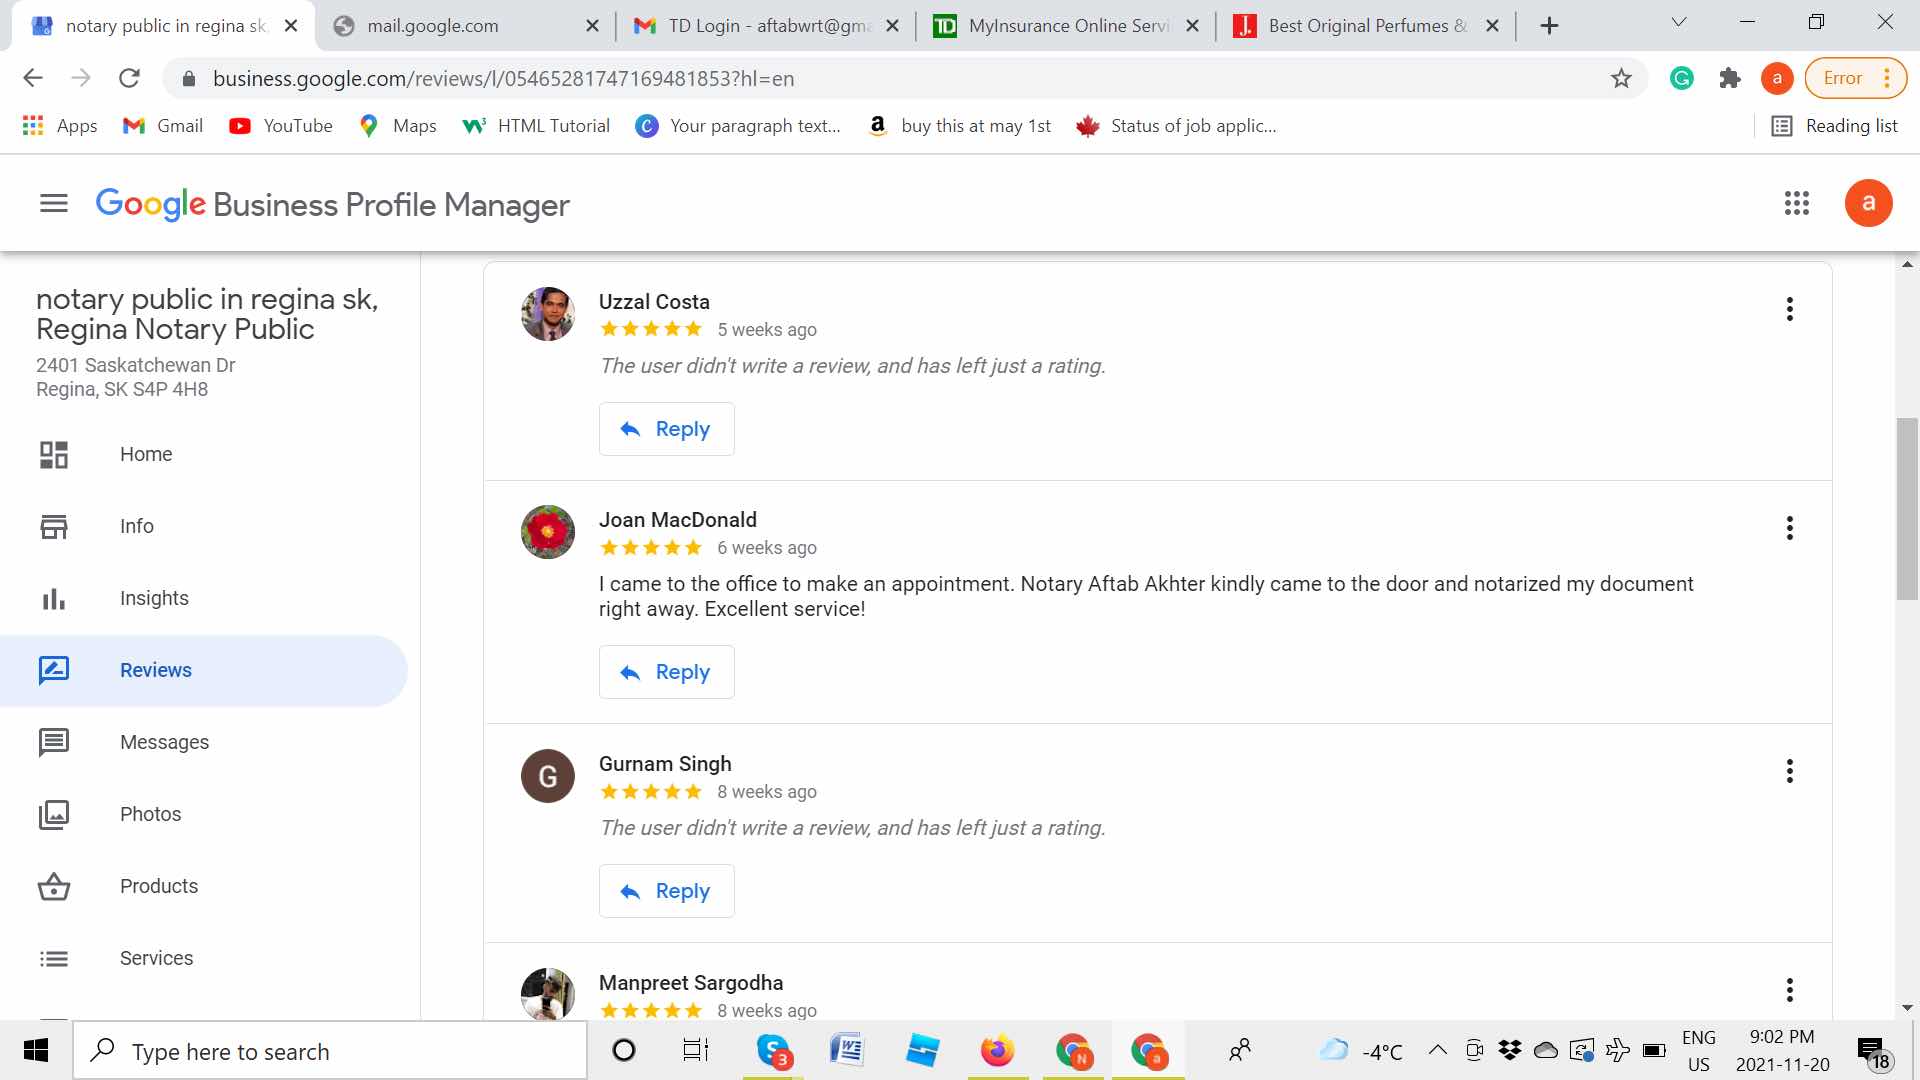 notary public in regina sk,
mail.google.com
TD Login - aftabwrt@gma
MyInsurance Online Servi
Best Original Perfumes &
business.google.com/reviews/l/05465281747169481853?hl=en
a
Error
Apps
Gmail
YouTube
Maps
HTML Tutorial
Your paragraph text...
buy this at may 1st
Status of job applic...
Reading list
Google Business Profile Manager
a
notary public in regina sk,
Regina Notary Public
2401 Saskatchewan Dr
Regina, SK S4P 4H8
Home
Info
Insights
Reviews
Messages
Photos
Products
Services
Uzzal Costa
5 weeks ago
The user didn't write a review, and has left just a rating.
Reply
Joan MacDonald
6 weeks ago
I came to the office to make an appointment. Notary Aftab Akhter kindly came to the door and notarized my document
right away. Excellent service!
Reply
G
Gurnam Singh
8 weeks ago
The user didn't write a review, and has left just a rating.
Reply
Manpreet Sargodha
8 weeks ago
Type here to search
3
N
a
-4°C
ENG
US
9:02 PM
2021-11-20
18